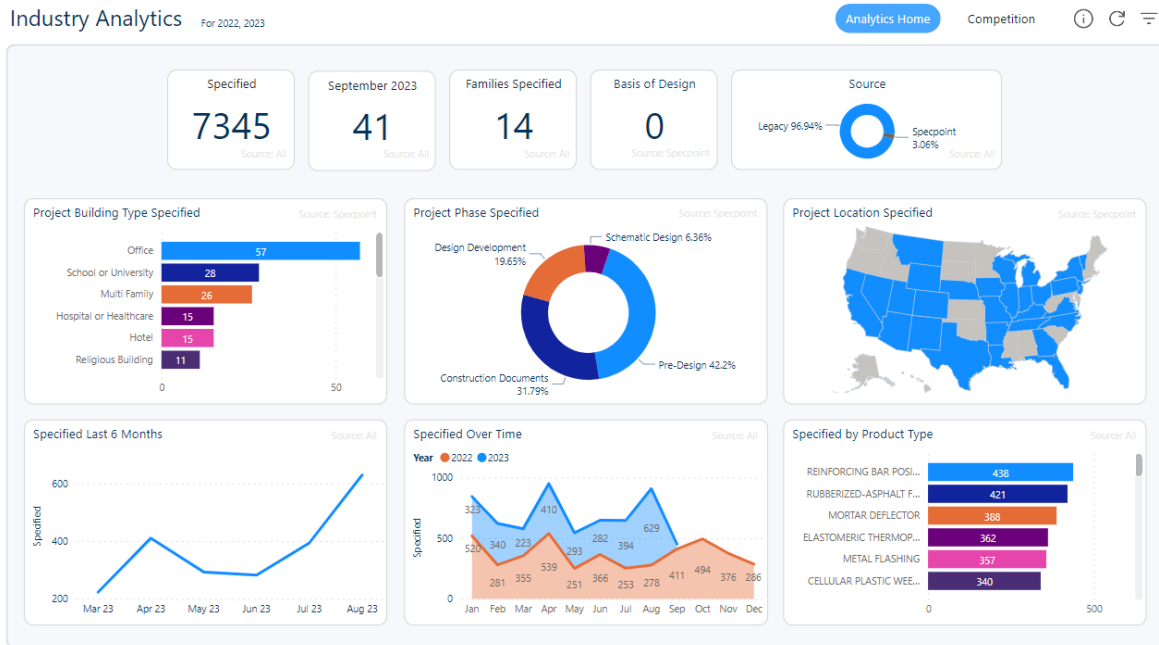 Industry Analytics For 2022, 2023
Analytics Home Competition
Specified
7345
Source: All
September 2023
41
Source: All
Families Specified
14
Source: All
Basis of Design
0
Source: Specpoint
Source
Legacy 96.94%
Specpoint
3.06%
Source: All
Project Building Type Specified
Source: Specpoint
Office 57
School or University 28
Multi Family 26
Hospital or Healthcare 15
Hotel 15
Religious Building 11
0 50
Project Phase Specified
Source: Specpoint
Schematic Design 6.36%
Design Development
19.65%
Pre-Design 42.2%
Construction Documents
31.79%
Project Location Specified
Source: Specpoint
Specified Last 6 Months
Source: All
Specified
600
400
200
Mar 23 Apr 23 May 23 Jun 23 Jul 23 Aug 23
Specified Over Time
Source: All
Year 2022 2023
Specified
1000
500
0
323 340 223 410 293 282 394 629
520 281 355 539 251 366 253 278 411 494 376 286
Jan Feb Mar Apr May Jun Jul Aug Sep Oct Nov Dec
Specified by Product Type
Source: All
REINFORCING BAR POSI... 438
RUBBERIZED-ASPHALT F... 421
MORTAR DEFLECTOR 388
ELASTOMERIC THERMOP... 362
METAL FLASHING 357
CELLULAR PLASTIC WEE... 340
0 500